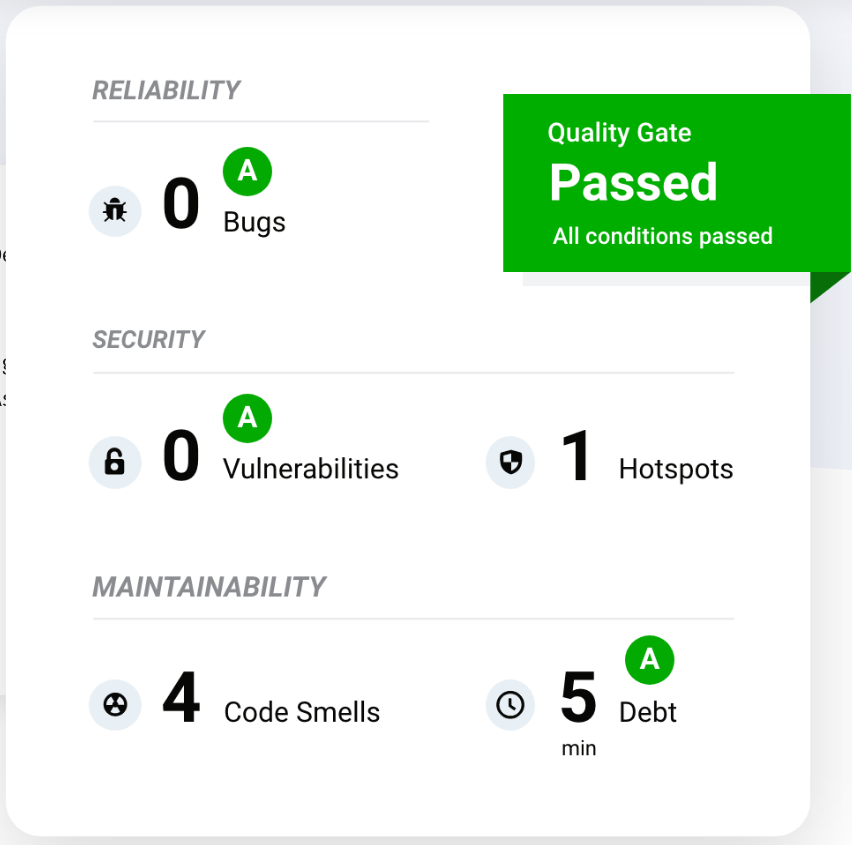 RELIABILITY
Quality Gate
Passed
All conditions passed
0 A Bugs
SECURITY
0 A Vulnerabilities
1 Hotspots
MAINTAINABILITY
4 Code Smells
5 min A Debt